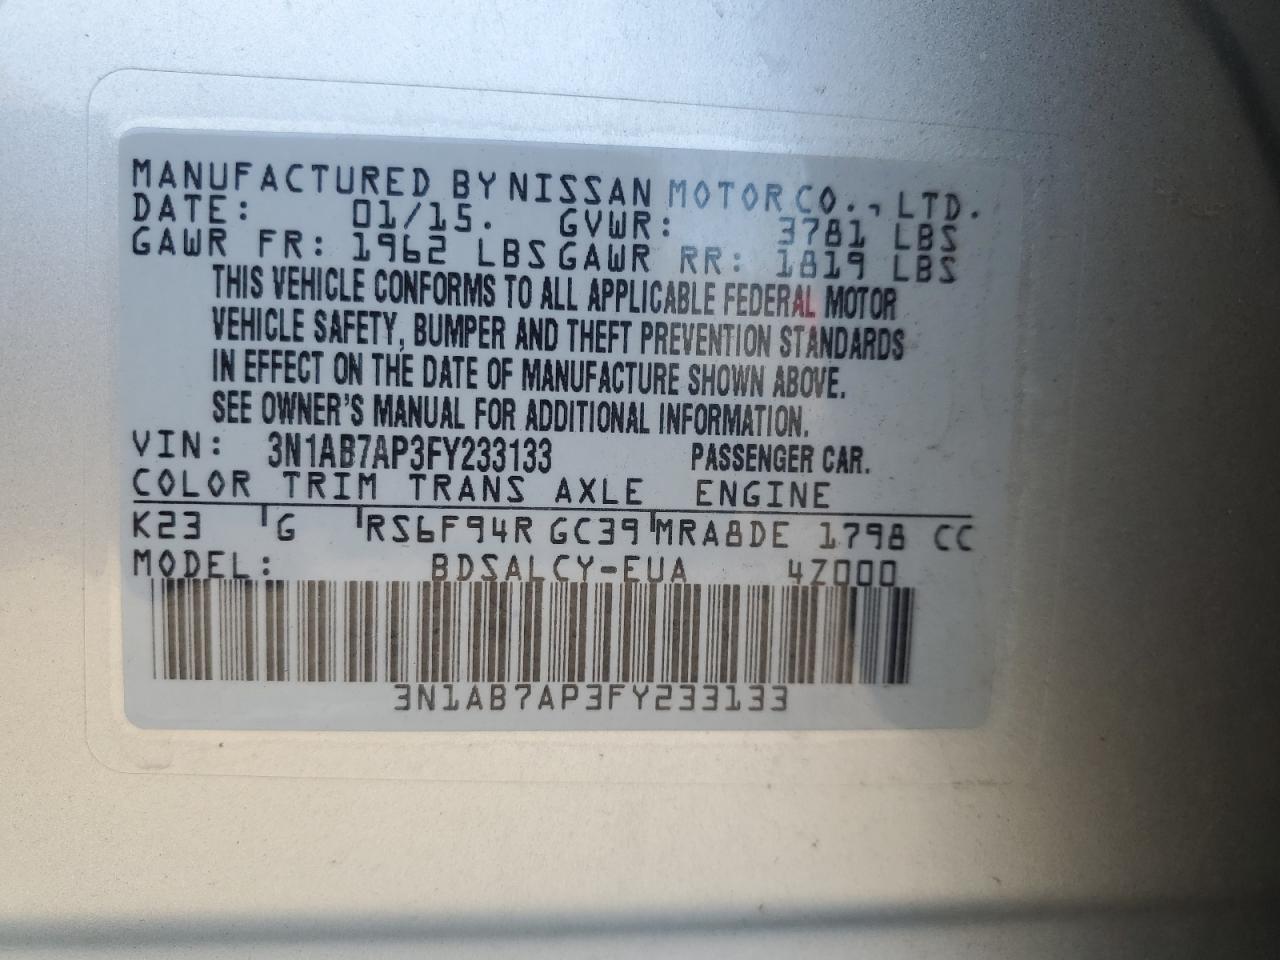 MANUFACTURED BY NISSAN MOTOR CO., LTD.
DATE: 01/15. GVWR: 3781 LBS
GAWR FR: 1962 LBS GAWR RR: 1819 LBS
THIS VEHICLE CONFORMS TO ALL APPLICABLE FEDERAL MOTOR
VEHICLE SAFETY, BUMPER AND THEFT PREVENTION STANDARDS
IN EFFECT ON THE DATE OF MANUFACTURE SHOWN ABOVE.
SEE OWNER'S MANUAL FOR ADDITIONAL INFORMATION.
VIN: 3N1AB7AP3FY233133 PASSENGER CAR.
COLOR TRIM TRANS AXLE ENGINE
K23 G RS6F94R GC39 MRA8DE 1798 CC
MODEL: BDSALCY-EUA 4Z000
3N1AB7AP3FY233133